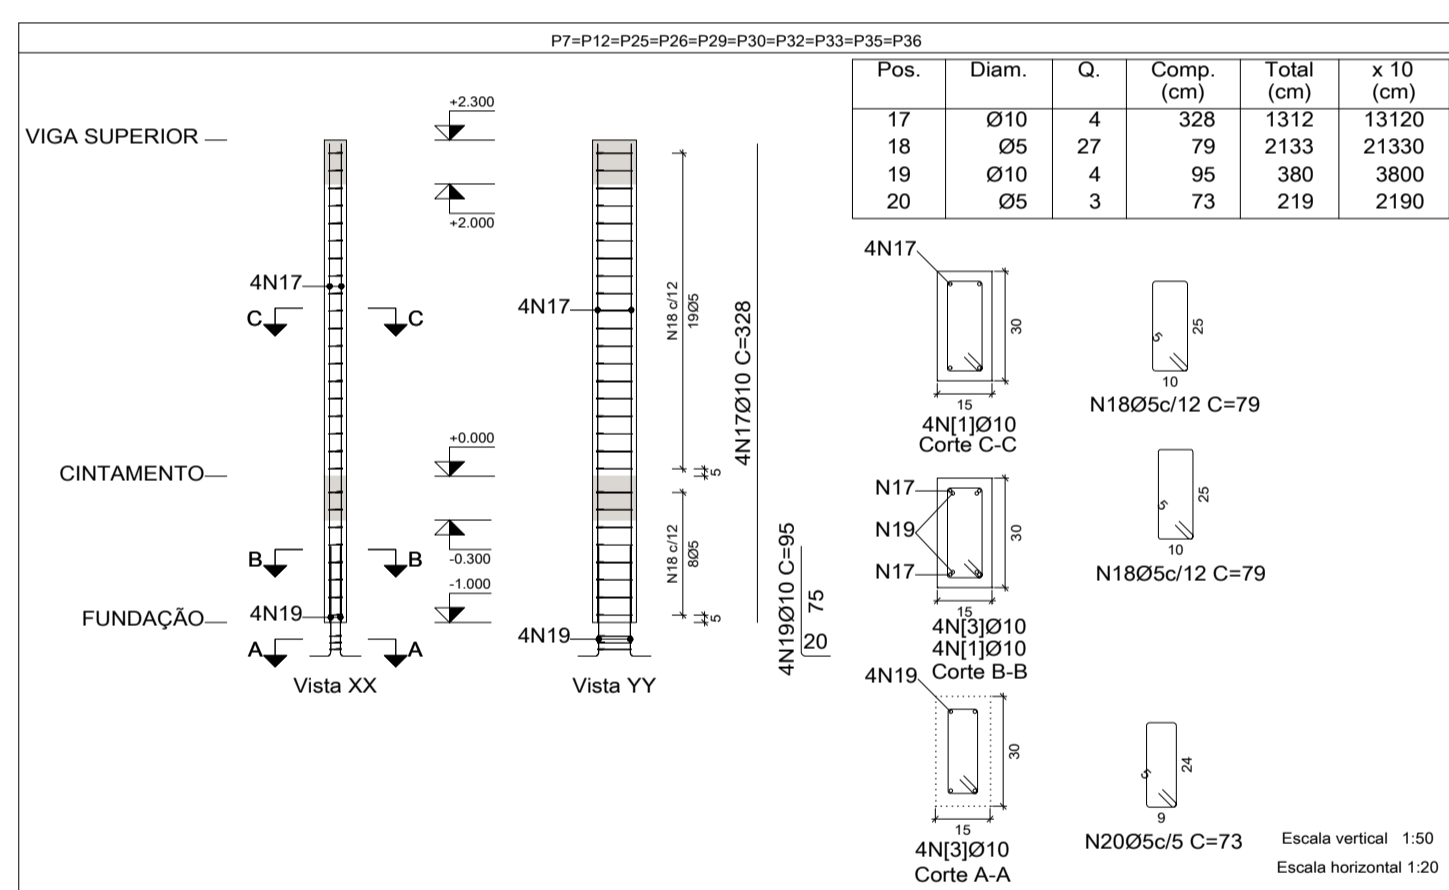 P7=P12=P25=P26=P29=P30=P32=P33=P35=P36
Pos. Diam. Q. Comp. (cm) Total (cm) x 10 (cm)
17 Ø10 4 328 1312 13120
18 Ø5 27 79 2133 21330
19 Ø10 4 95 380 3800
20 Ø5 3 73 219 2190
VIGA SUPERIOR
+2.300
+2.000
4N17
C C
CINTAMENTO
+0.000
-0.300
B B
-1.000
FUNDAÇÃO
4N19
A A
Vista XX
4N17
4N19
Vista YY
N18 c/12
19Ø5
5
N18 c/12
8Ø5
5
4N17Ø10 C=328
4N19Ø10 C=95
75
20
4N17
30
15
4N[1]Ø10
Corte C-C
5
25
10
N18Ø5c/12 C=79
N17
N19
N17
30
15
4N[3]Ø10
4N[1]Ø10
Corte B-B
5
25
10
N18Ø5c/12 C=79
4N19
30
15
4N[3]Ø10
Corte A-A
5
24
9
N20Ø5c/5 C=73
Escala vertical 1:50
Escala horizontal 1:20